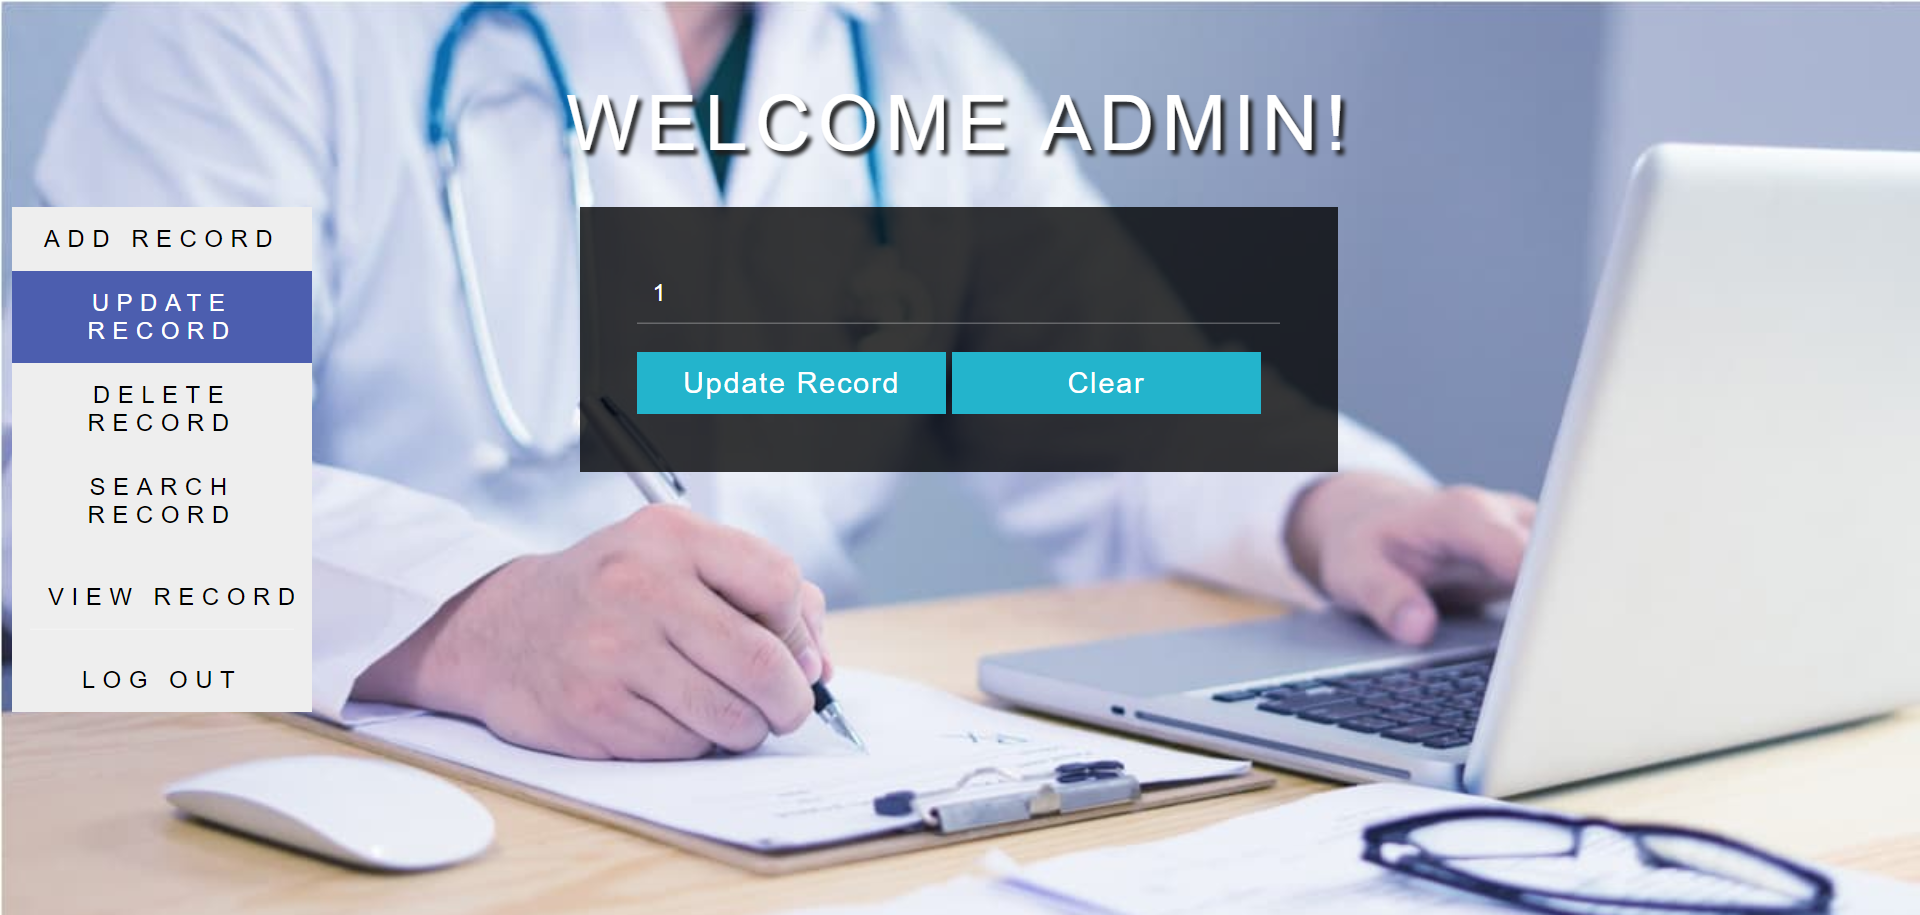 WELCOME ADMIN!
ADD RECORD
UPDATE
RECORD
DELETE
RECORD
SEARCH
RECORD
VIEW RECORD
LOG OUT
1
Update Record
Clear